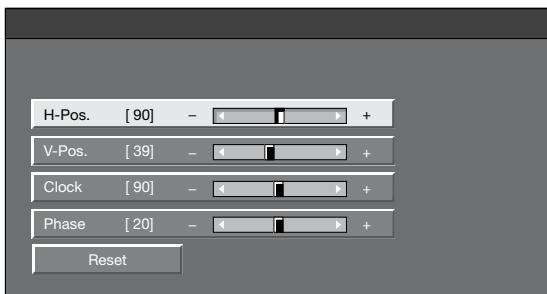 H-Pos. [ 90] – +
V-Pos. [ 39] – +
Clock [ 90] – +
Phase [ 20] – +
Reset